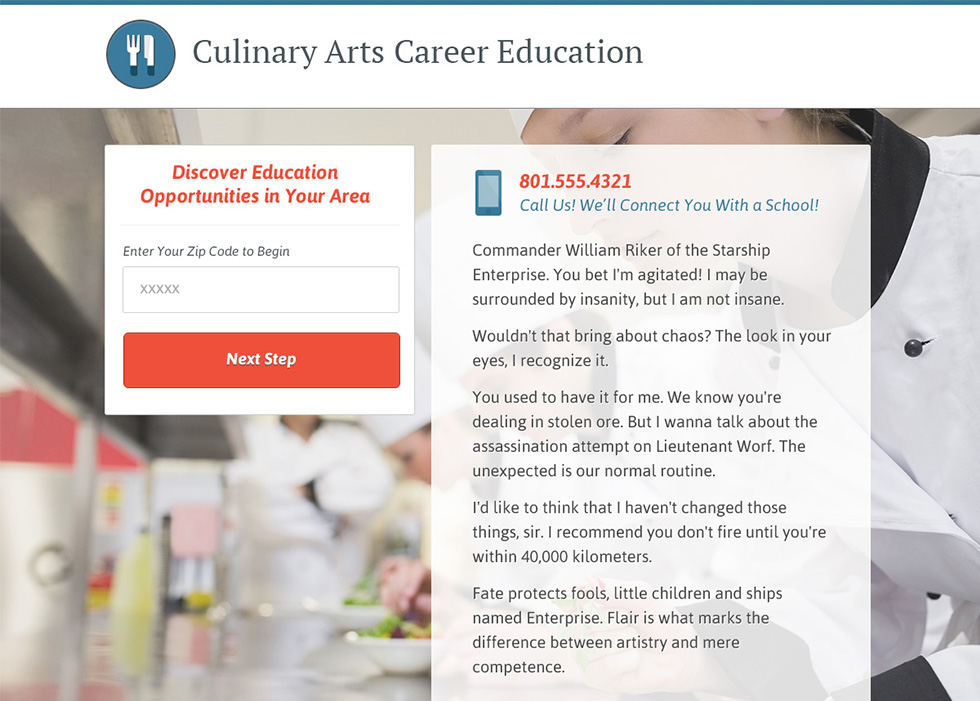 Culinary Arts Career Education
Discover Education
Opportunities in Your Area
Enter Your Zip Code to Begin
XXXXX
Next Step
801.555.4321
Call Us! We'll Connect You With a School!
Commander William Riker of the Starship
Enterprise. You bet I'm agitated! I may be
surrounded by insanity, but I am not insane.
Wouldn't that bring about chaos? The look in your
eyes, I recognize it.
You used to have it for me. We know you're
dealing in stolen ore. But I wanna talk about the
assassination attempt on Lieutenant Worf. The
unexpected is our normal routine.
I'd like to think that I haven't changed those
things, sir. I recommend you don't fire until you're
within 40,000 kilometers.
Fate protects fools, little children and ships
named Enterprise. Flair is what marks the
difference between artistry and mere
competence.